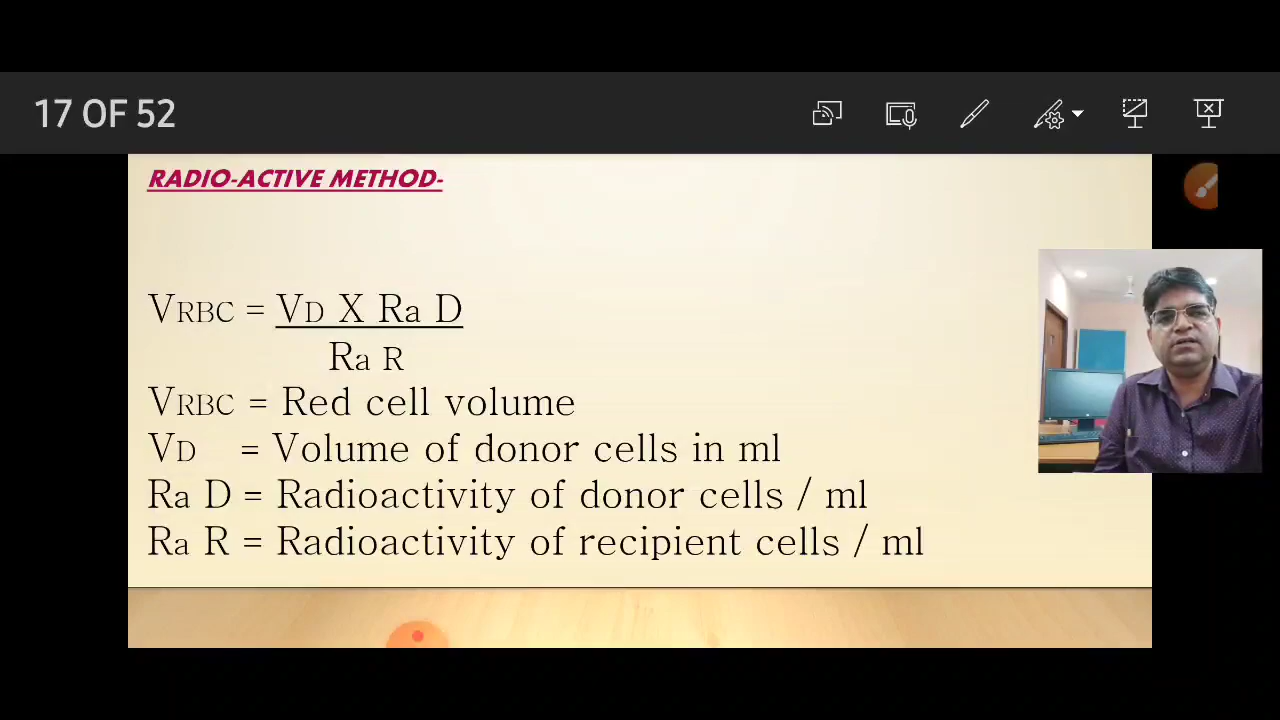 17 OF 52
RADIO-ACTIVE METHOD-
VRBC = VD X Ra D
Ra R
VRBC = Red cell volume
VD = Volume of donor cells in ml
Ra D = Radioactivity of donor cells / ml
Ra R = Radioactivity of recipient cells / ml